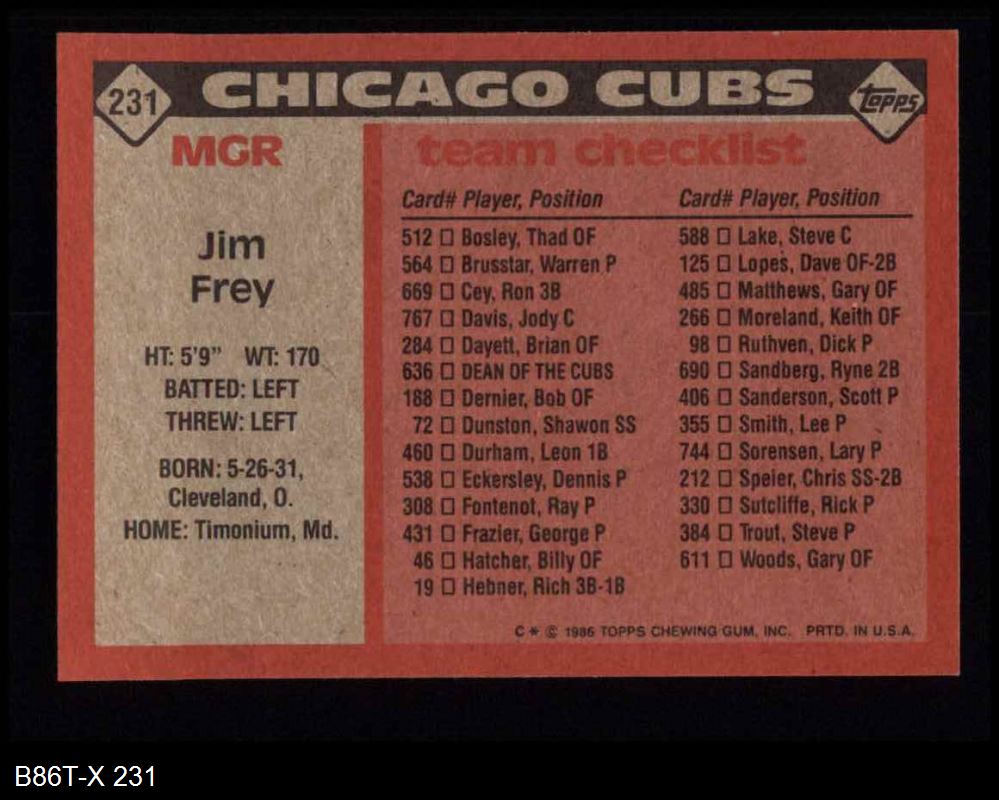 231 CHICAGO CUBS topps
MGR
Jim
Frey
HT: 5'9" WT: 170
BATTED: LEFT
THREW: LEFT
BORN: 5-26-31,
Cleveland, O.
HOME: Timonium, Md.
team checklist
Card# Player, Position
512 ☐ Bosley, Thad OF
564 ☐ Brusstar, Warren P
669 ☐ Cey, Ron 3B
767 ☐ Davis, Jody C
284 ☐ Dayett, Brian OF
636 ☐ DEAN OF THE CUBS
188 ☐ Dernier, Bob OF
72 ☐ Dunston, Shawon SS
460 ☐ Durham, Leon 1B
538 ☐ Eckersley, Dennis P
308 ☐ Fontenot, Ray P
431 ☐ Frazier, George P
46 ☐ Hatcher, Billy OF
19 ☐ Hebner, Rich 3B-1B
Card# Player, Position
588 ☐ Lake, Steve C
125 ☐ Lopes, Dave OF-2B
485 ☐ Matthews, Gary OF
266 ☐ Moreland, Keith OF
98 ☐ Ruthven, Dick P
690 ☐ Sandberg, Ryne 2B
406 ☐ Sanderson, Scott P
355 ☐ Smith, Lee P
744 ☐ Sorensen, Lary P
212 ☐ Speier, Chris SS-2B
330 ☐ Sutcliffe, Rick P
384 ☐ Trout, Steve P
611 ☐ Woods, Gary OF
C * © 1986 TOPPS CHEWING GUM, INC. PRTD. IN U.S.A.
B86T-X 231